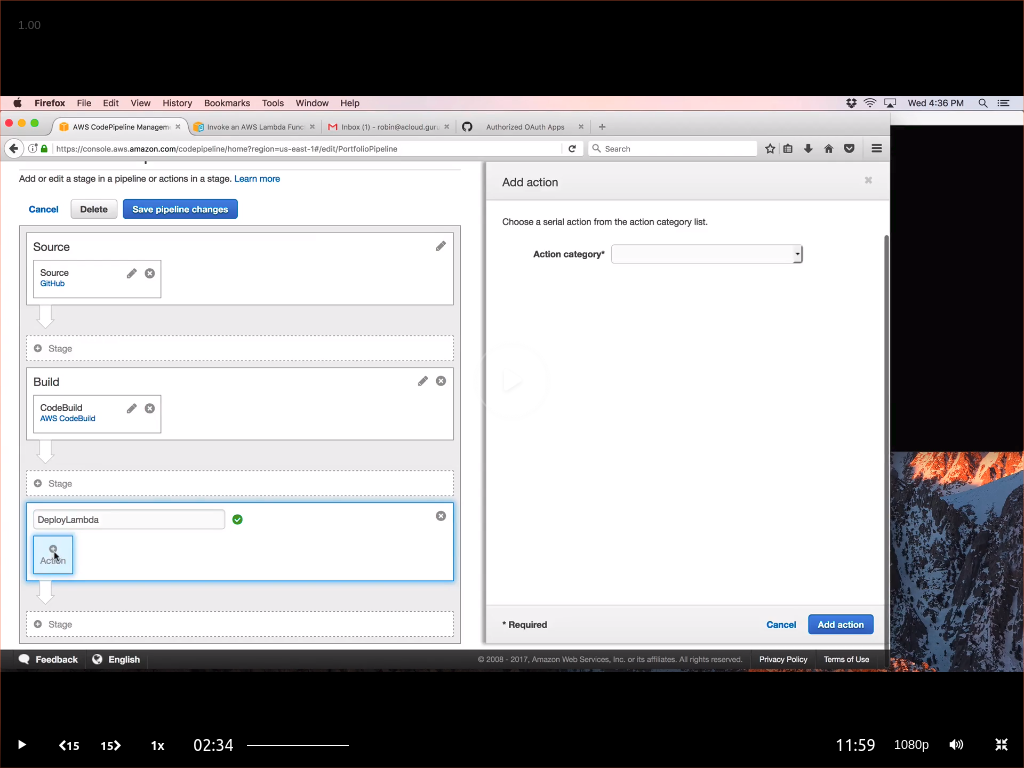 1.00
Firefox File Edit View History Bookmarks Tools Window Help Wed 4:36 PM
AWS CodePipeline Managem Invoke an AWS Lambda Func Inbox (1) - robin@acloud.gur Authorized OAuth Apps
https://console.aws.amazon.com/codepipeline/home?region=us-east-1#/edit/PortfolioPipeline Search
Add or edit a stage in a pipeline or actions in a stage. Learn more
Cancel Delete Save pipeline changes
Source
Source
GitHub
Stage
Build
CodeBuild
AWS CodeBuild
Stage
DeployLambda
Action
Stage
Add action
Choose a serial action from the action category list.
Action category*
* Required Cancel Add action
Feedback English © 2008 - 2017, Amazon Web Services, Inc. or its affiliates. All rights reserved. Privacy Policy Terms of Use
15 15 1x 02:34 11:59 1080p